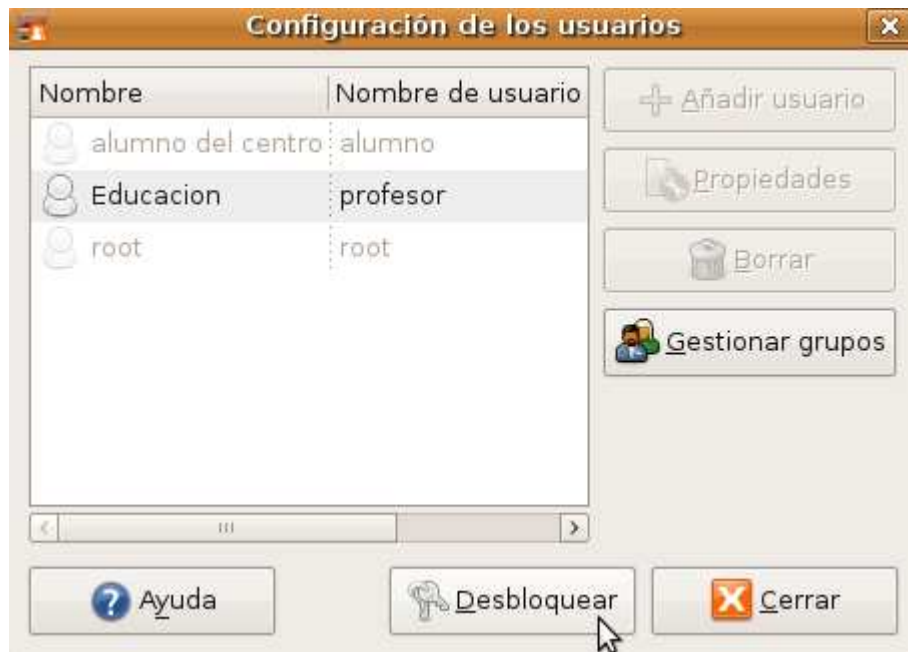 Configuración de los usuarios
Nombre Nombre de usuario
alumno del centro alumno
Educacion profesor
root root
Añadir usuario
Propiedades
Borrar
Gestionar grupos
Ayuda
Desbloquear
Cerrar